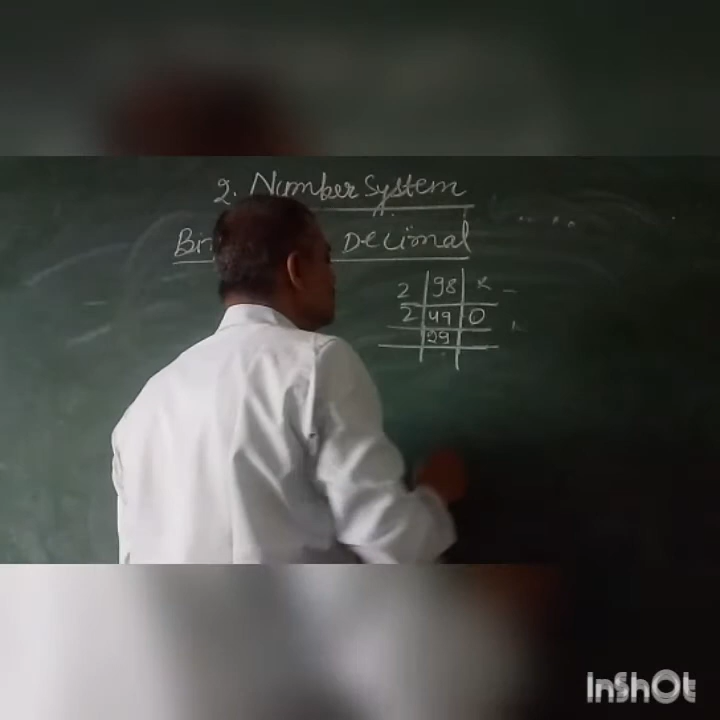 2. Number System
Bi Decimal
2 98 x -
2 49 0
29
InShOt